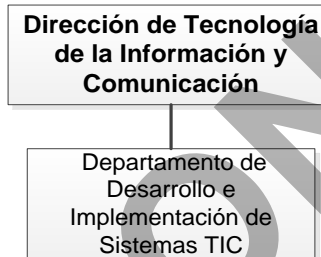 Dirección de Tecnología
de la Información y
Comunicación
Departamento de
Desarrollo e
Implementación de
Sistemas TIC